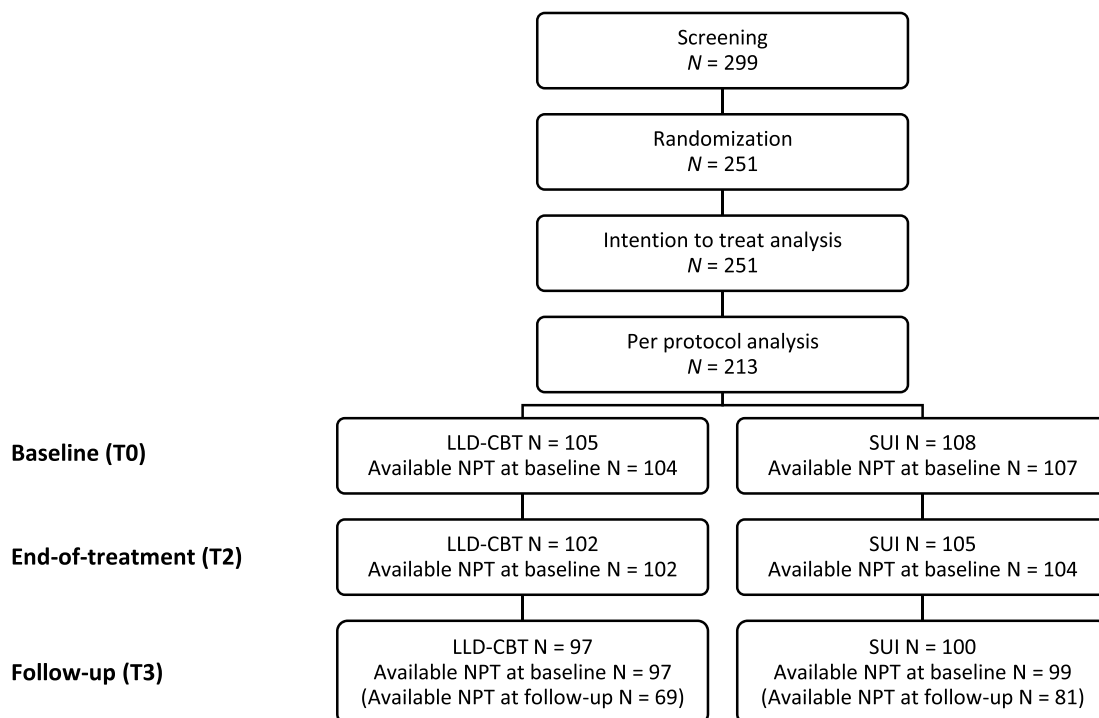 Screening
N = 299
Randomization
N = 251
Intention to treat analysis
N = 251
Per protocol analysis
N = 213
Baseline (T0)
LLD-CBT N = 105
Available NPT at baseline N = 104
SUI N = 108
Available NPT at baseline N = 107
End-of-treatment (T2)
LLD-CBT N = 102
Available NPT at baseline N = 102
SUI N = 105
Available NPT at baseline N = 104
Follow-up (T3)
LLD-CBT N = 97
Available NPT at baseline N = 97
(Available NPT at follow-up N = 69)
SUI N = 100
Available NPT at baseline N = 99
(Available NPT at follow-up N = 81)